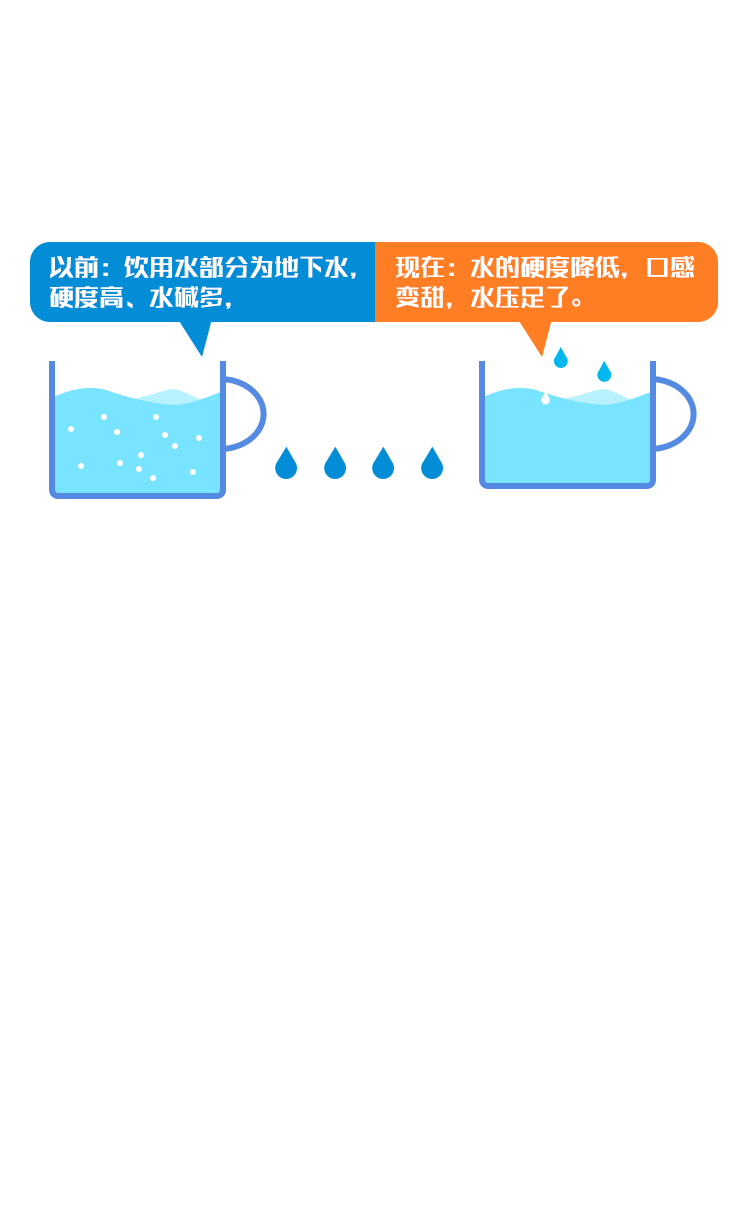 以前：饮用水部分为地下水，
硬度高、水碱多，
现在：水的硬度降低，口感
变甜，水压足了。